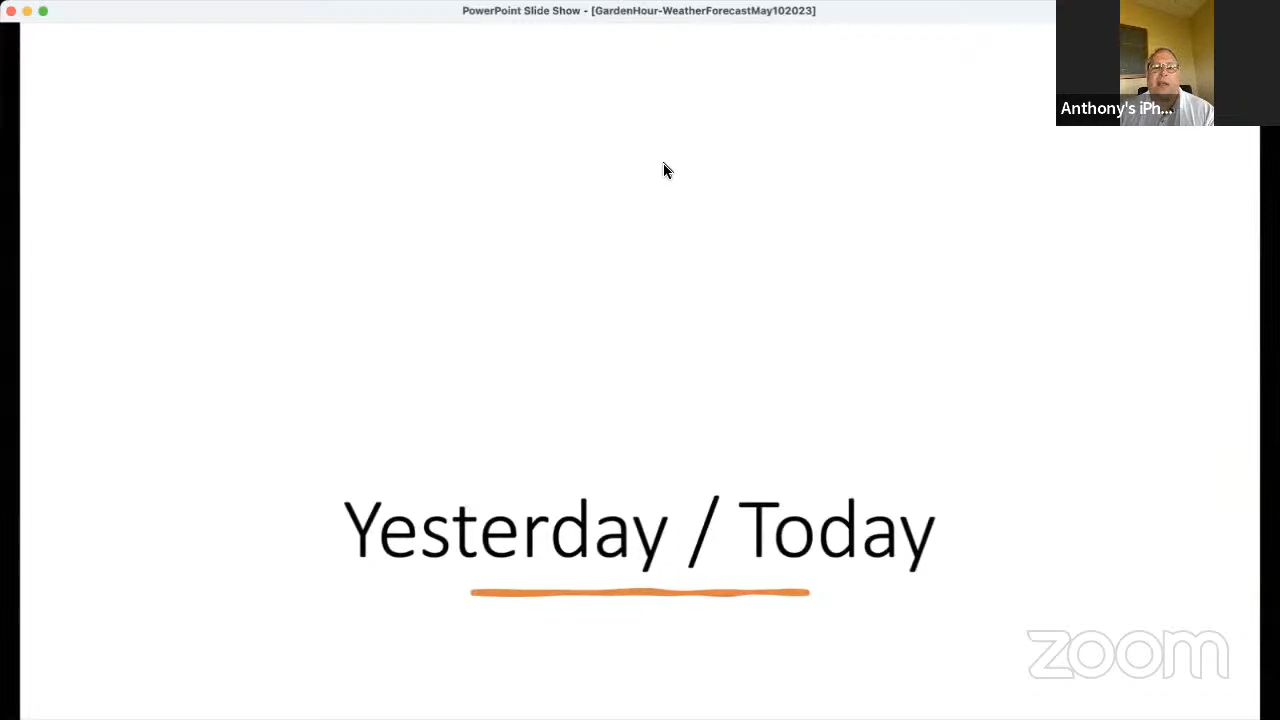 PowerPoint Slide Show - [GardenHour-WeatherForecastMay102023]
Anthony's iPh...
Yesterday / Today
zoom